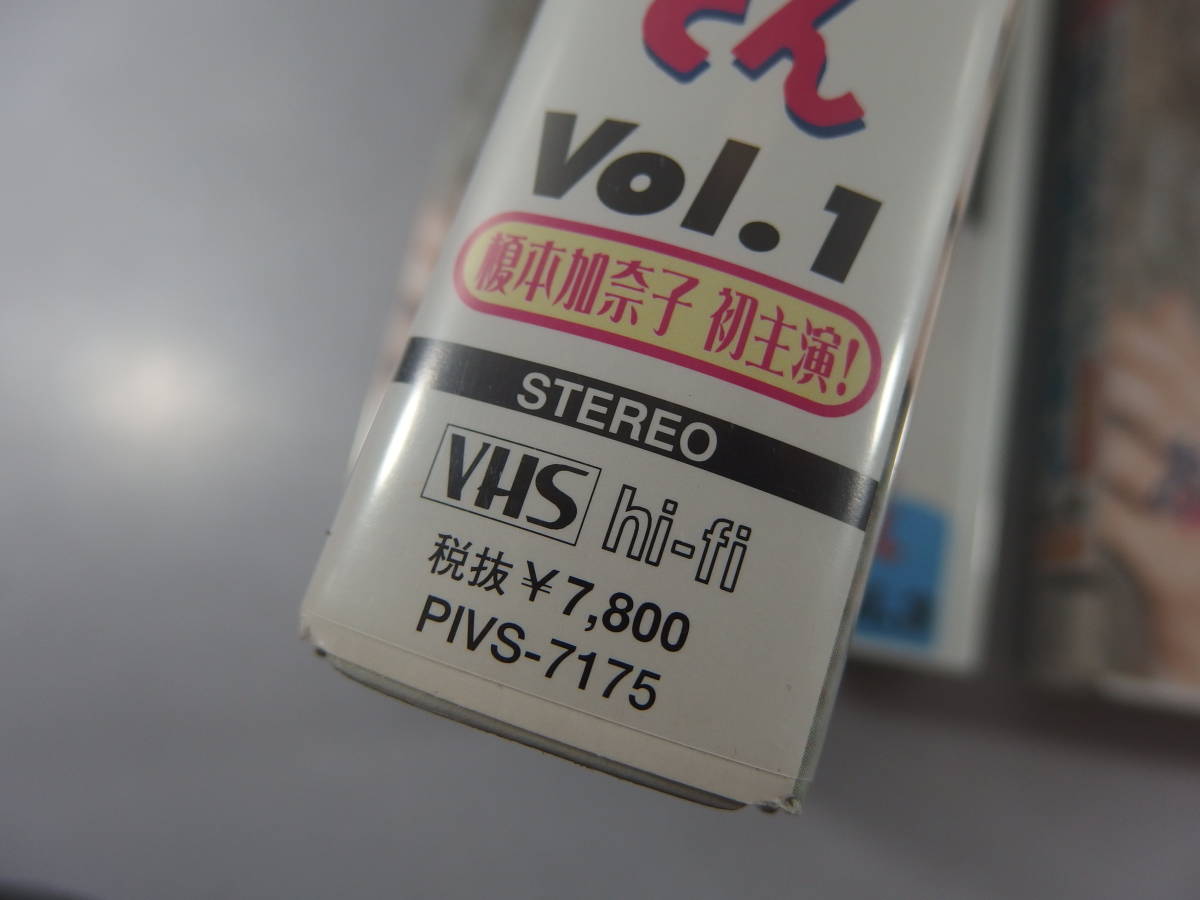 さん
Vol.1
榎本加奈子 初主演!
STEREO
VHS hi-fi
税抜 ¥7,800
PIVS-7175